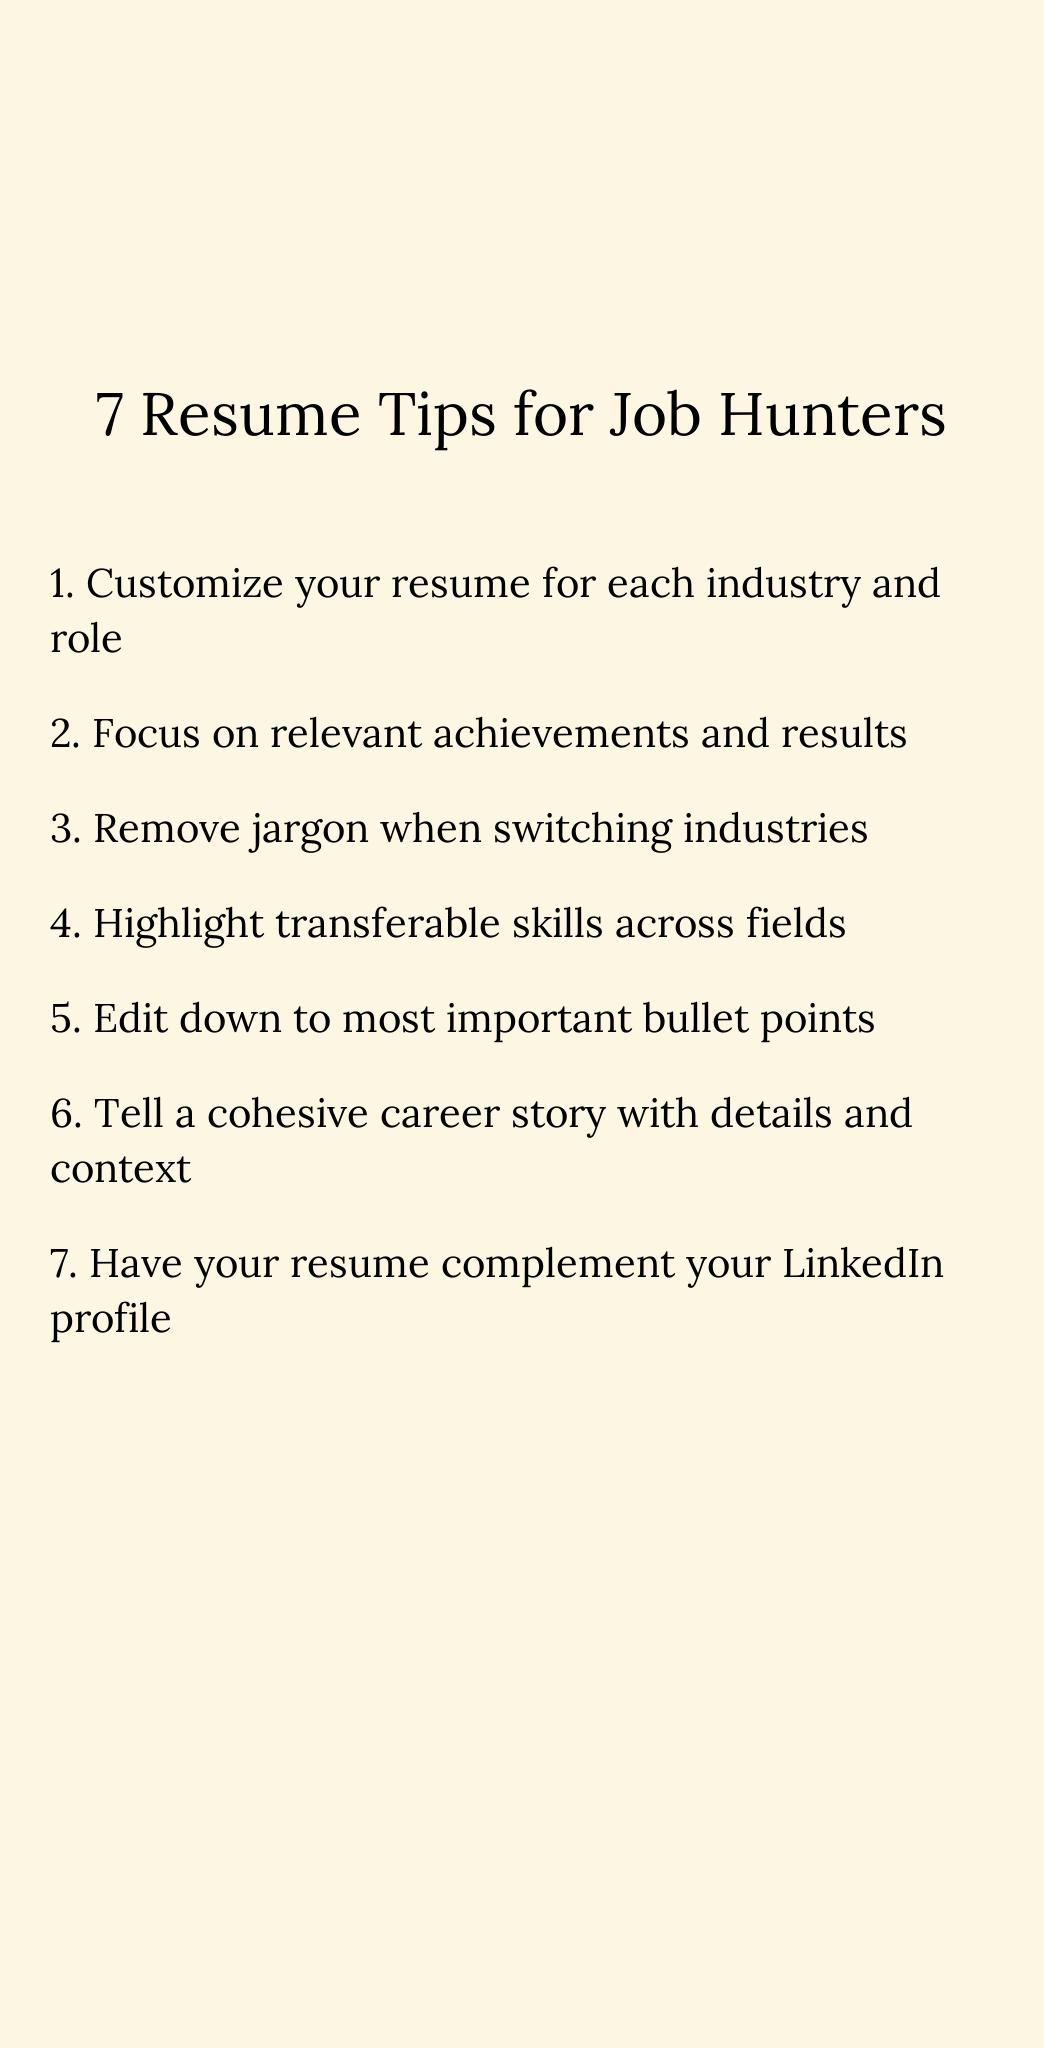 7 Resume Tips for Job Hunters
1. Customize your resume for each industry and
role
2. Focus on relevant achievements and results
3. Remove jargon when switching industries
4. Highlight transferable skills across fields
5. Edit down to most important bullet points
6. Tell a cohesive career story with details and
context
7. Have your resume complement your LinkedIn
profile